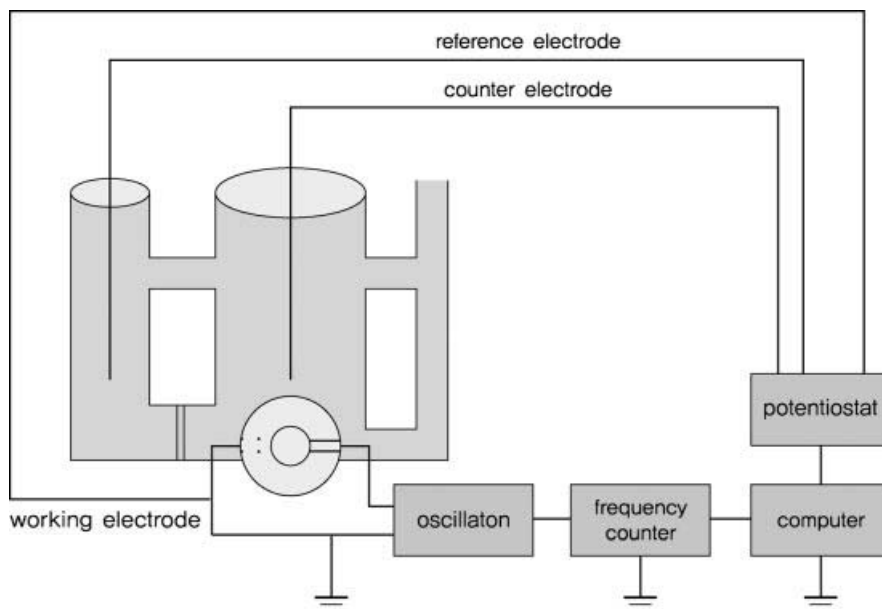 reference electrode
counter electrode
potentiostat
working electrode
oscillaton
frequency
counter
computer